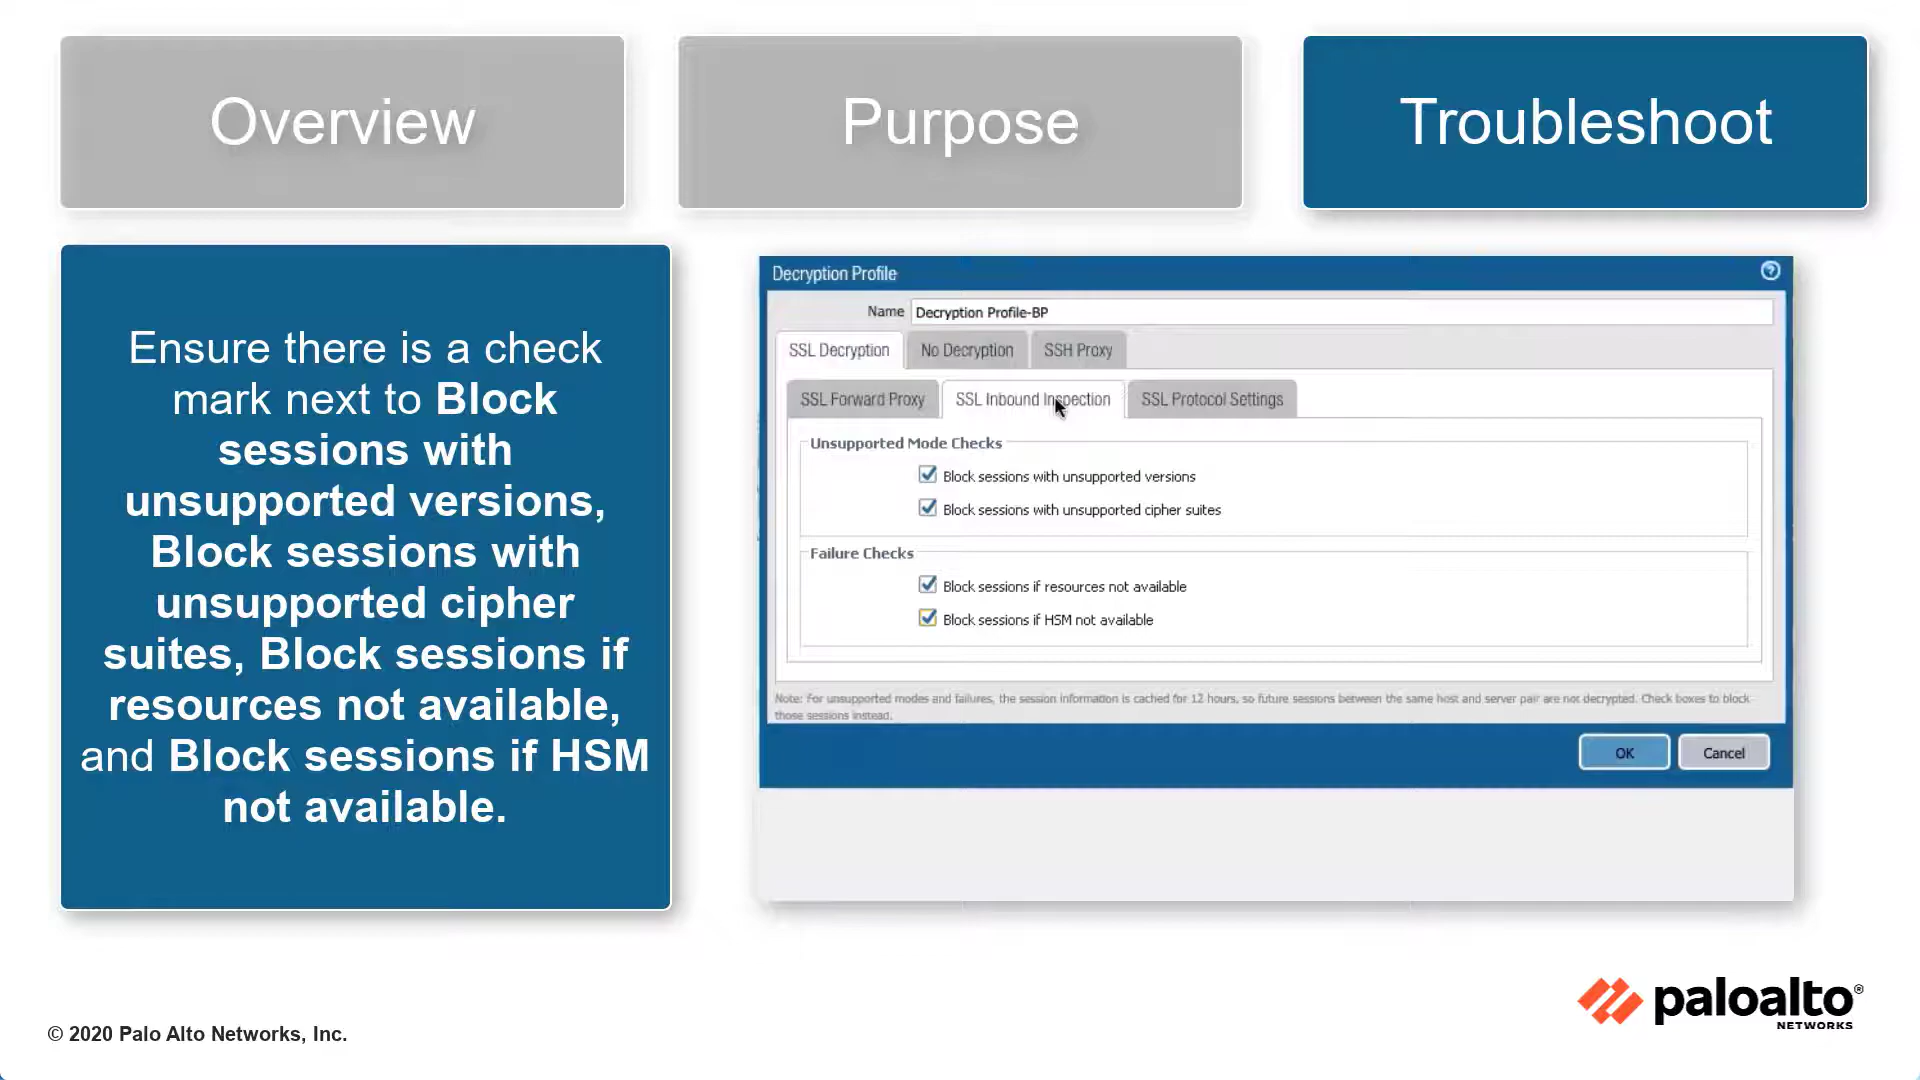 Overview
Purpose
Troubleshoot
Ensure there is a check
mark next to Block
sessions with
unsupported versions,
Block sessions with
unsupported cipher
suites, Block sessions if
resources not available,
and Block sessions if HSM
not available.
Decryption Profile
?
Name
Decryption Profile-BP
SSL Decryption
No Decryption
SSH Proxy
SSL Forward Proxy
SSL Inbound Inspection
SSL Protocol Settings
Unsupported Mode Checks
Block sessions with unsupported versions
Block sessions with unsupported cipher suites
Failure Checks
Block sessions if resources not available
Block sessions if HSM not available
Note: For unsupported modes and failures, the session information is cached for 12 hours, so future sessions between the same host and server pair are not decrypted. Check boxes to block
those sessions instead.
OK
Cancel
© 2020 Palo Alto Networks, Inc.
paloalto®
NETWORKS